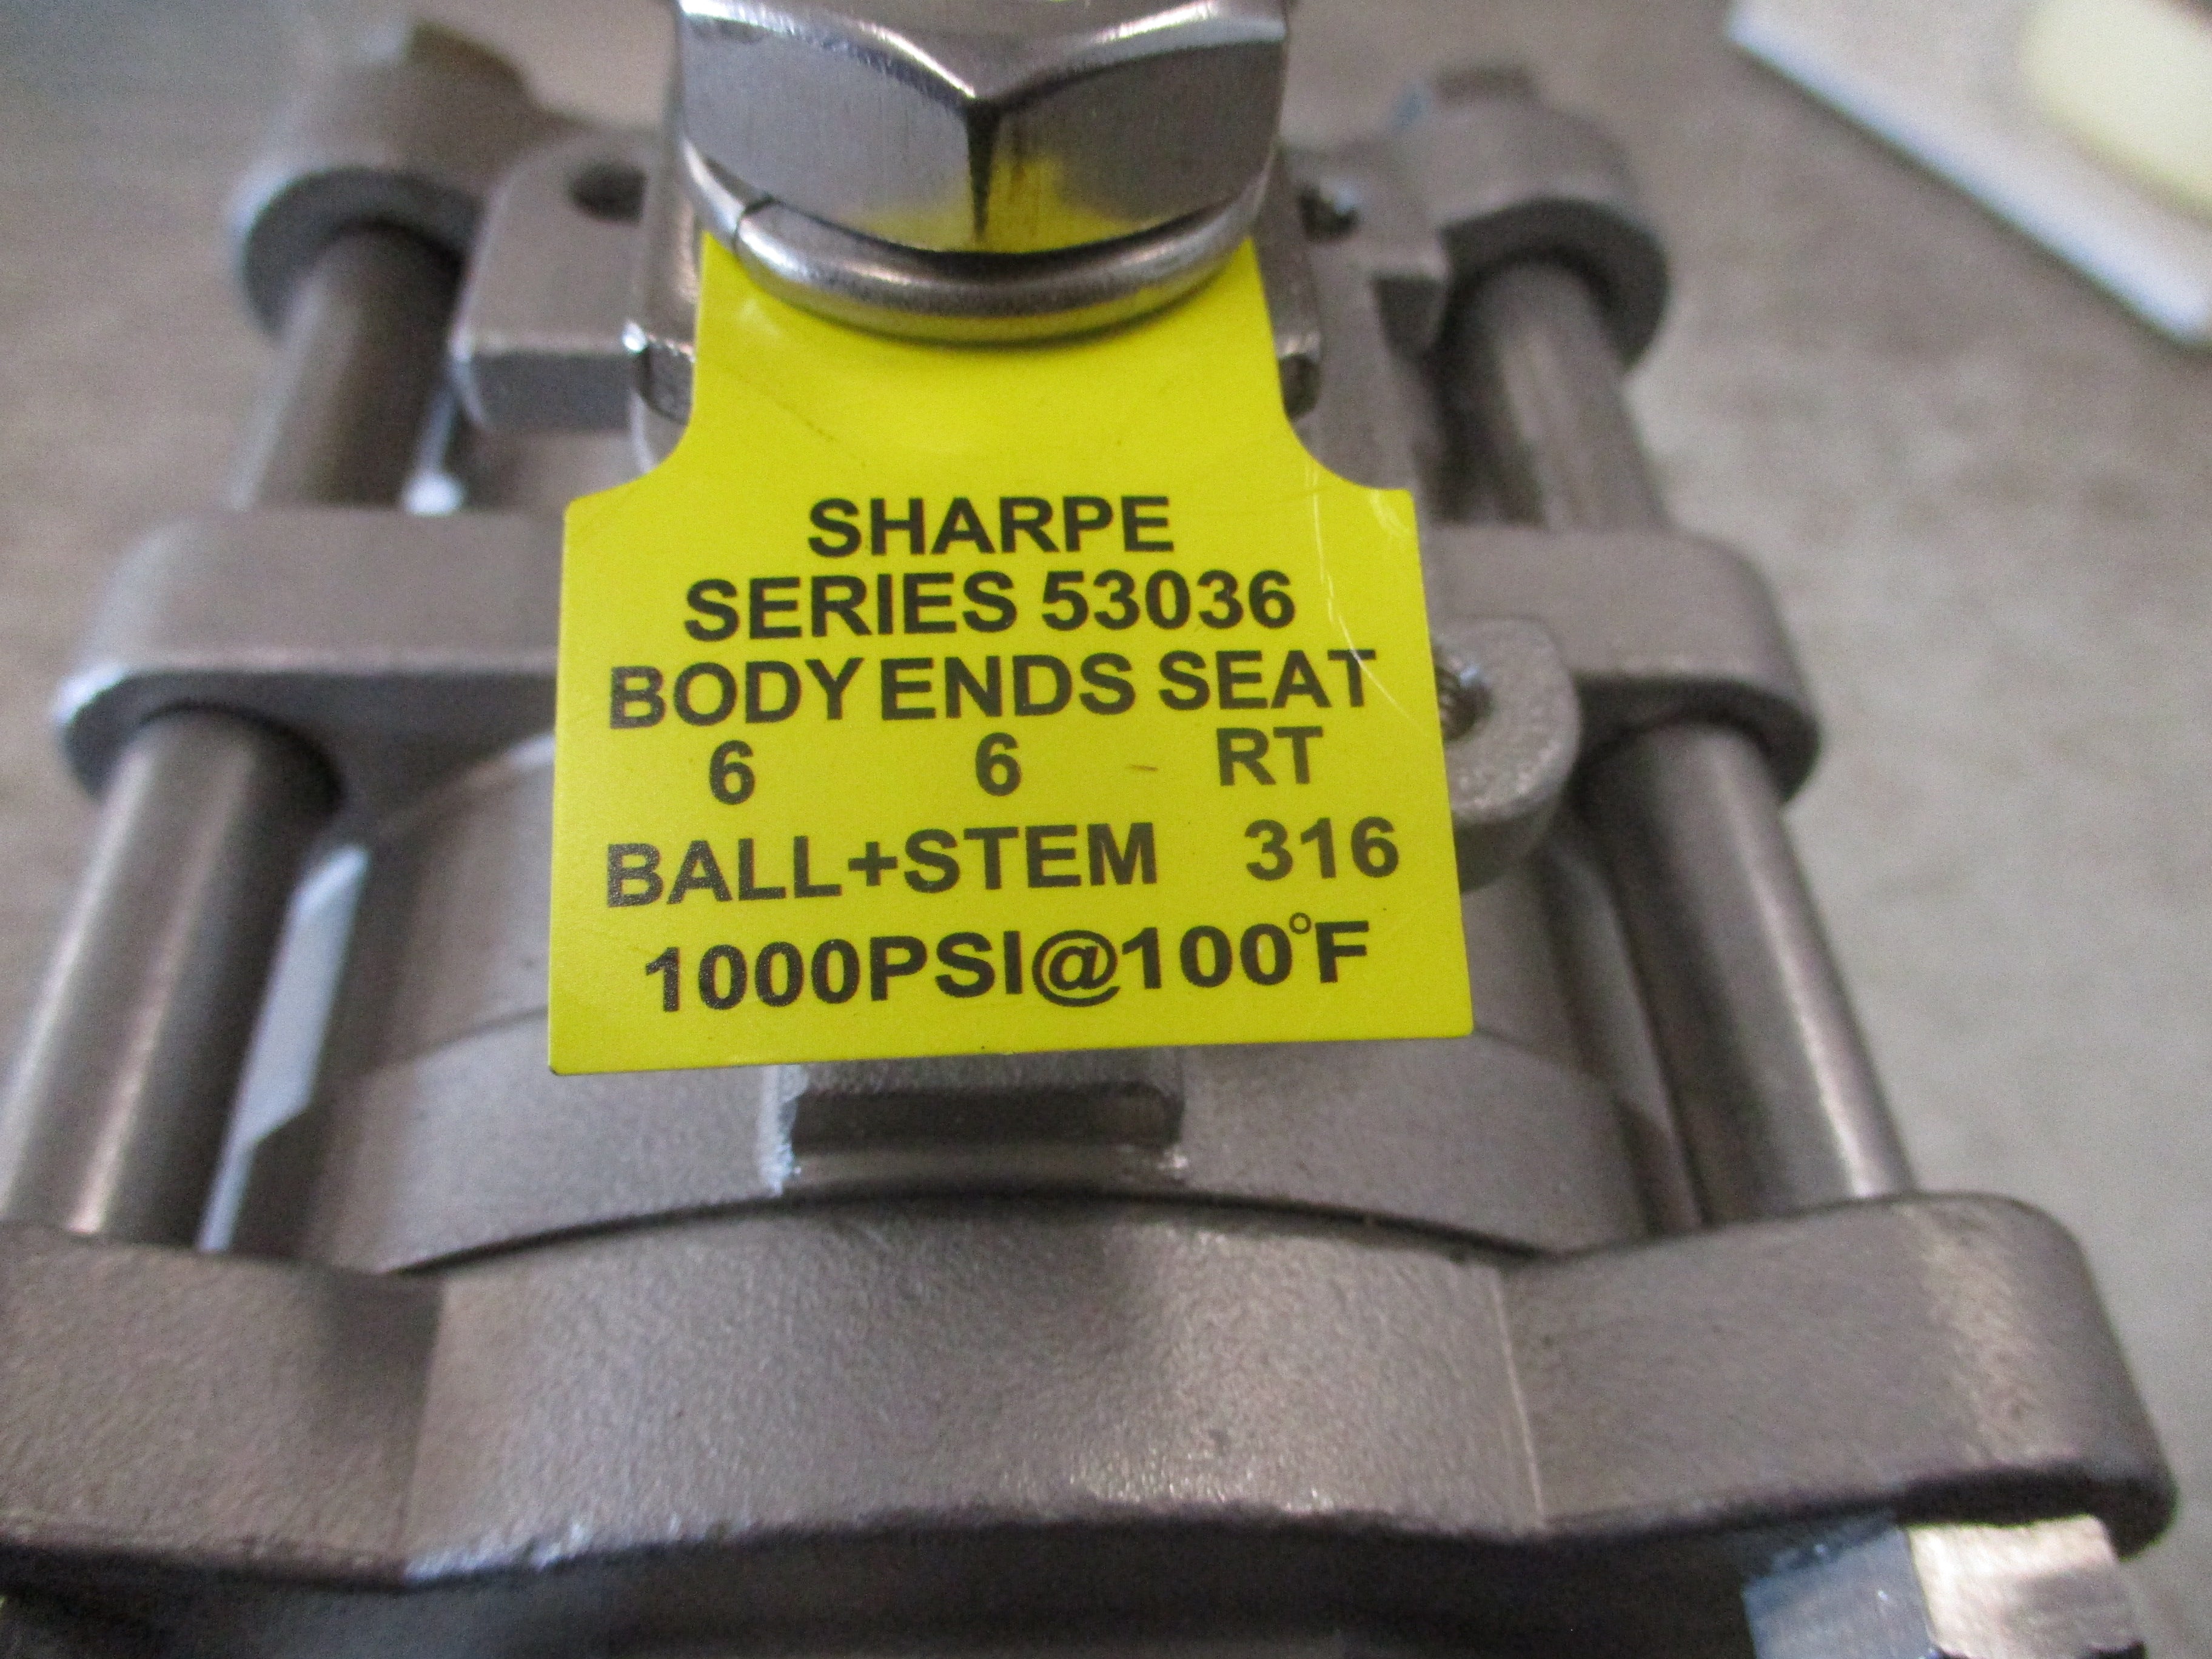 SHARPE
SERIES 53036
BODY ENDS SEAT
6 6 RT
BALL+STEM 316
1000PSI@100°F